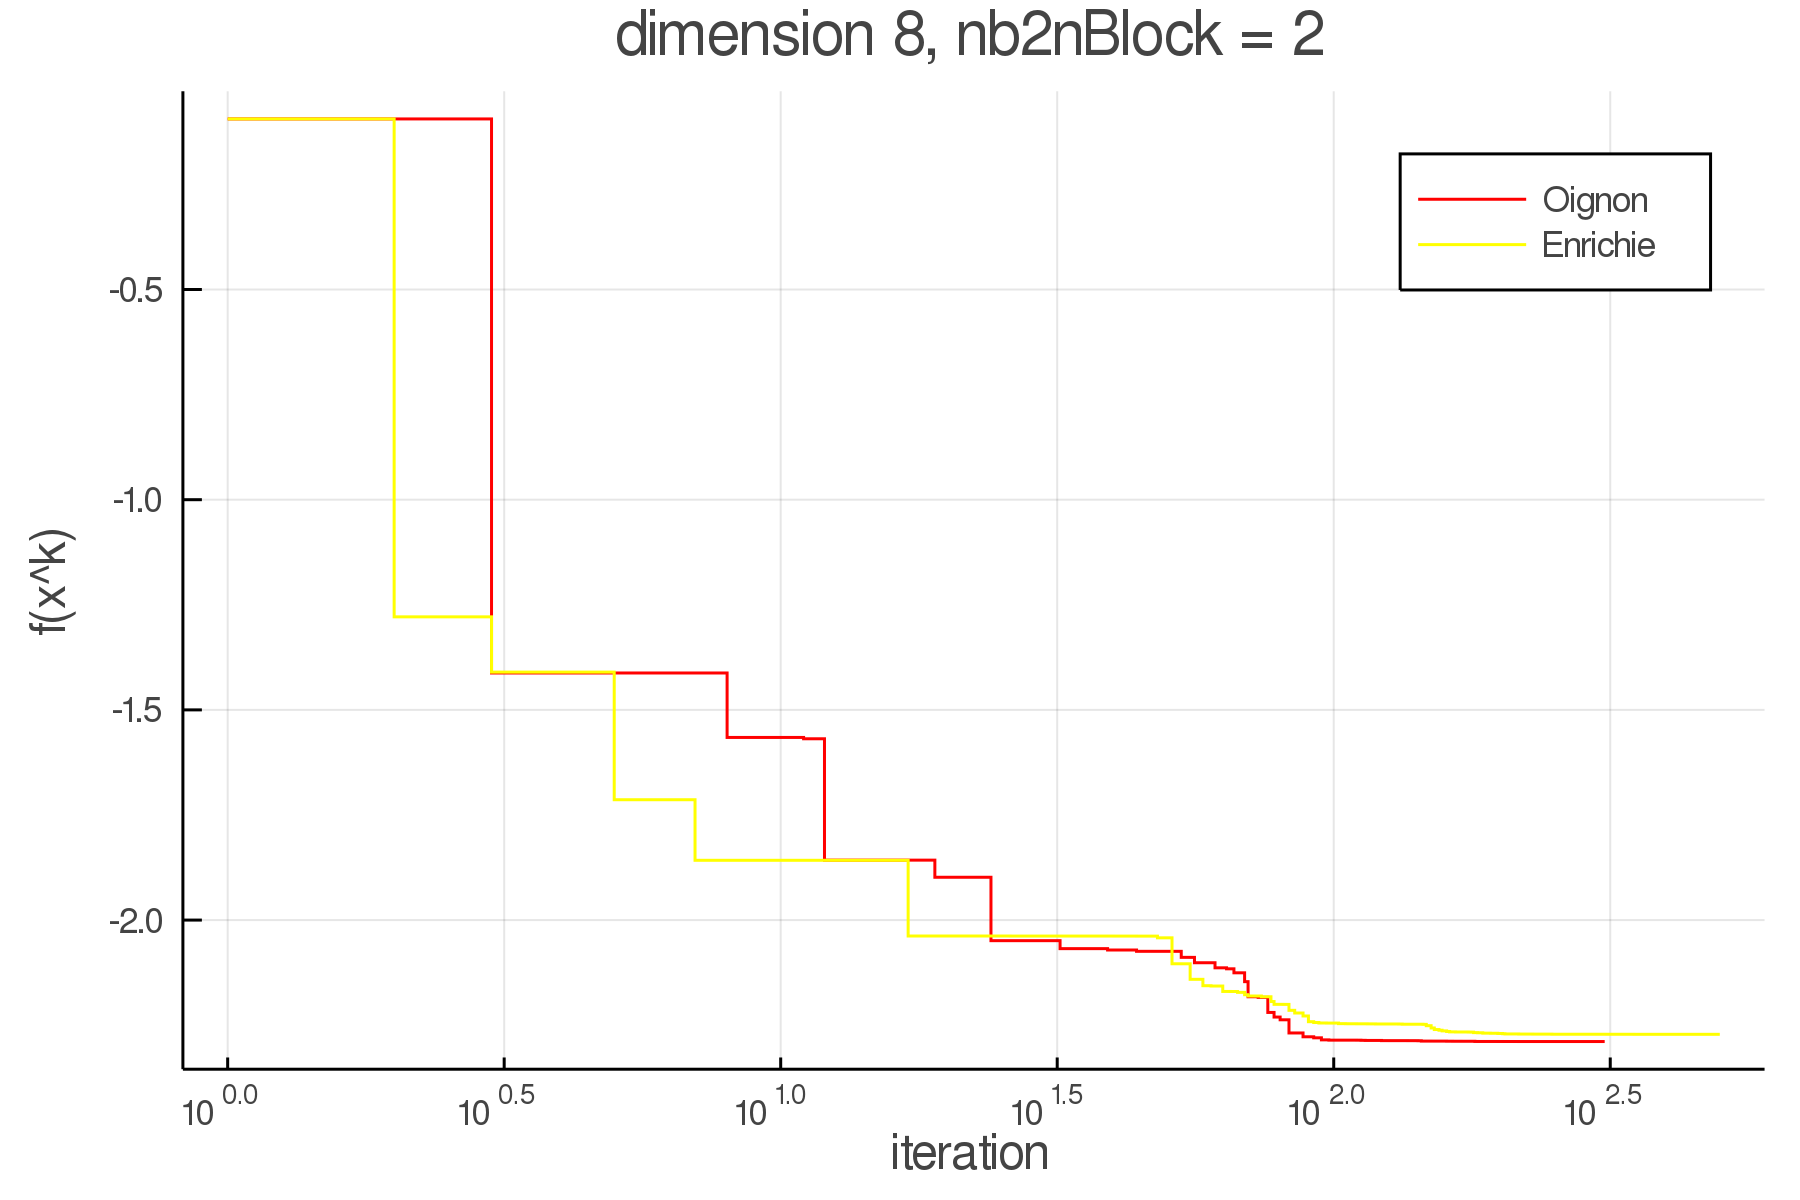 dimension 8, nb2nBlock = 2
Oignon
Enrichie
-0.5
-1.0
-1.5
-2.0
f(x^k)
10^0.0 10^0.5 10^1.0 10^1.5 10^2.0 10^2.5
iteration